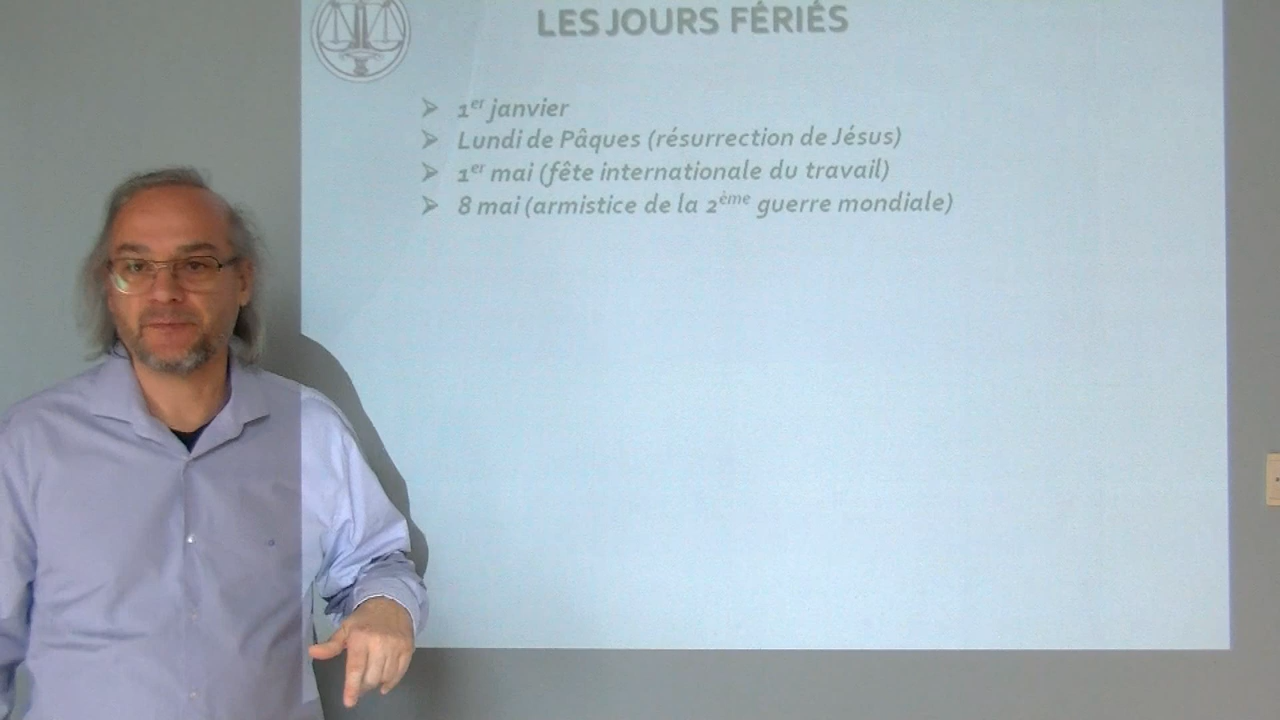 LES JOURS FÉRIÉS
1er janvier
Lundi de Pâques (résurrection de Jésus)
1er mai (fête internationale du travail)
8 mai (armistice de la 2ème guerre mondiale)